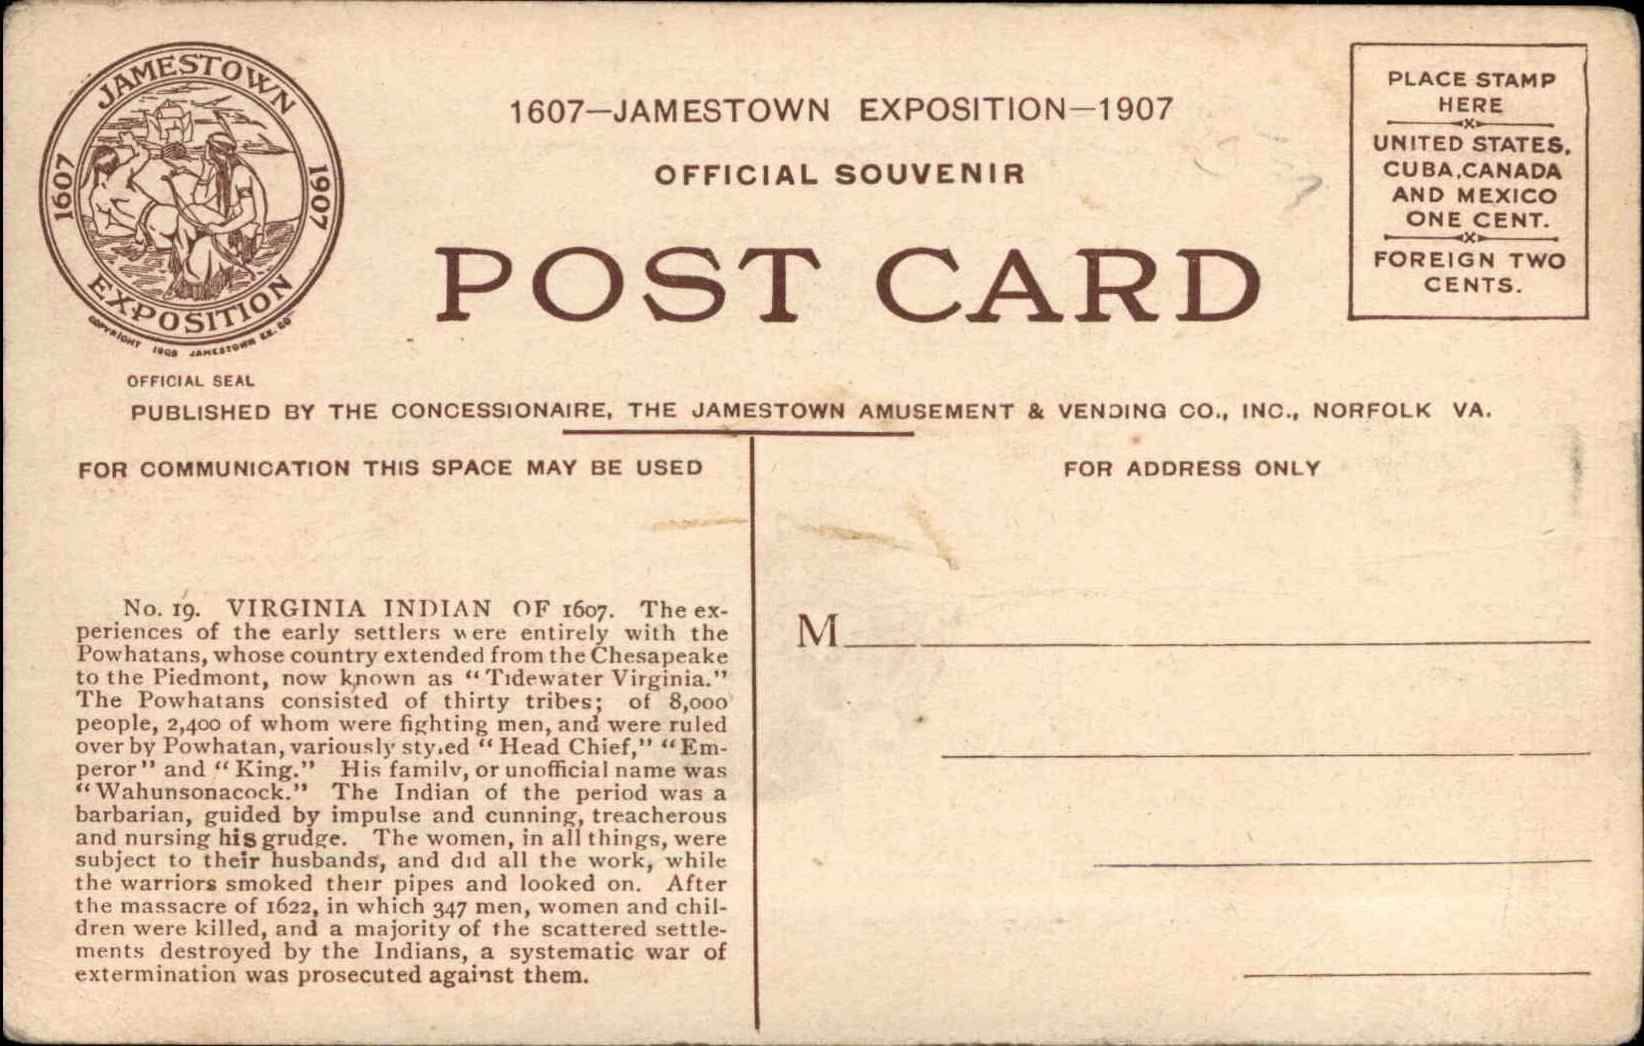 JAMESTOWN
1607
1907
EXPOSITION
COPYRIGHT 1905 JAMESTOWN EX. CO
OFFICIAL SEAL
1607—JAMESTOWN EXPOSITION—1907
OFFICIAL SOUVENIR
POST CARD
PLACE STAMP
HERE
UNITED STATES,
CUBA, CANADA
AND MEXICO
ONE CENT.
FOREIGN TWO
CENTS.
PUBLISHED BY THE CONCESSIONAIRE, THE JAMESTOWN AMUSEMENT & VENDING CO., INC., NORFOLK VA.
FOR COMMUNICATION THIS SPACE MAY BE USED
FOR ADDRESS ONLY
No. 19. VIRGINIA INDIAN OF 1607. The ex-
periences of the early settlers were entirely with the
Powhatans, whose country extended from the Chesapeake
to the Piedmont, now known as "Tidewater Virginia."
The Powhatans consisted of thirty tribes; of 8,000
people, 2,400 of whom were fighting men, and were ruled
over by Powhatan, variously styled "Head Chief," "Em-
peror" and "King." His family, or unofficial name was
"Wahunsonacock." The Indian of the period was a
barbarian, guided by impulse and cunning, treacherous
and nursing his grudge. The women, in all things, were
subject to their husbands, and did all the work, while
the warriors smoked their pipes and looked on. After
the massacre of 1622, in which 347 men, women and chil-
dren were killed, and a majority of the scattered settle-
ments destroyed by the Indians, a systematic war of
extermination was prosecuted against them.
M